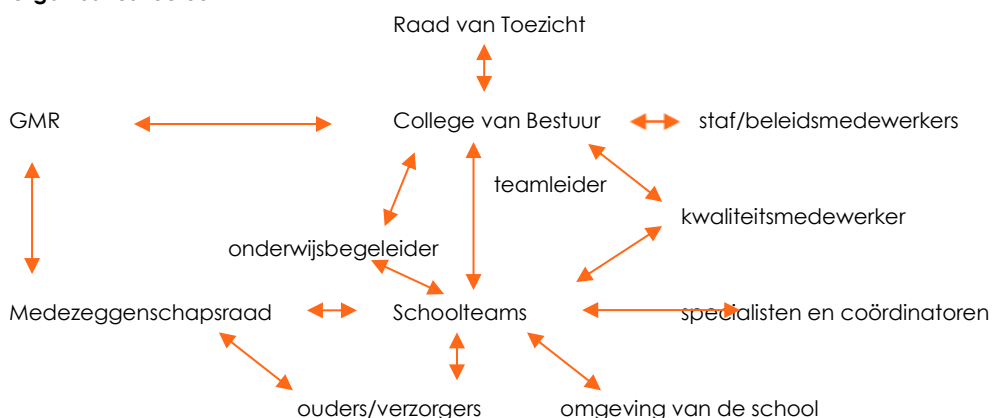 Raad van Toezicht
GMR College van Bestuur staf/beleidsmedewerkers
teamleider
kwaliteitsmedewerker
onderwijsbegeleider
Medezeggenschapsraad Schoolteams specialisten en coördinatoren
ouders/verzorgers omgeving van de school